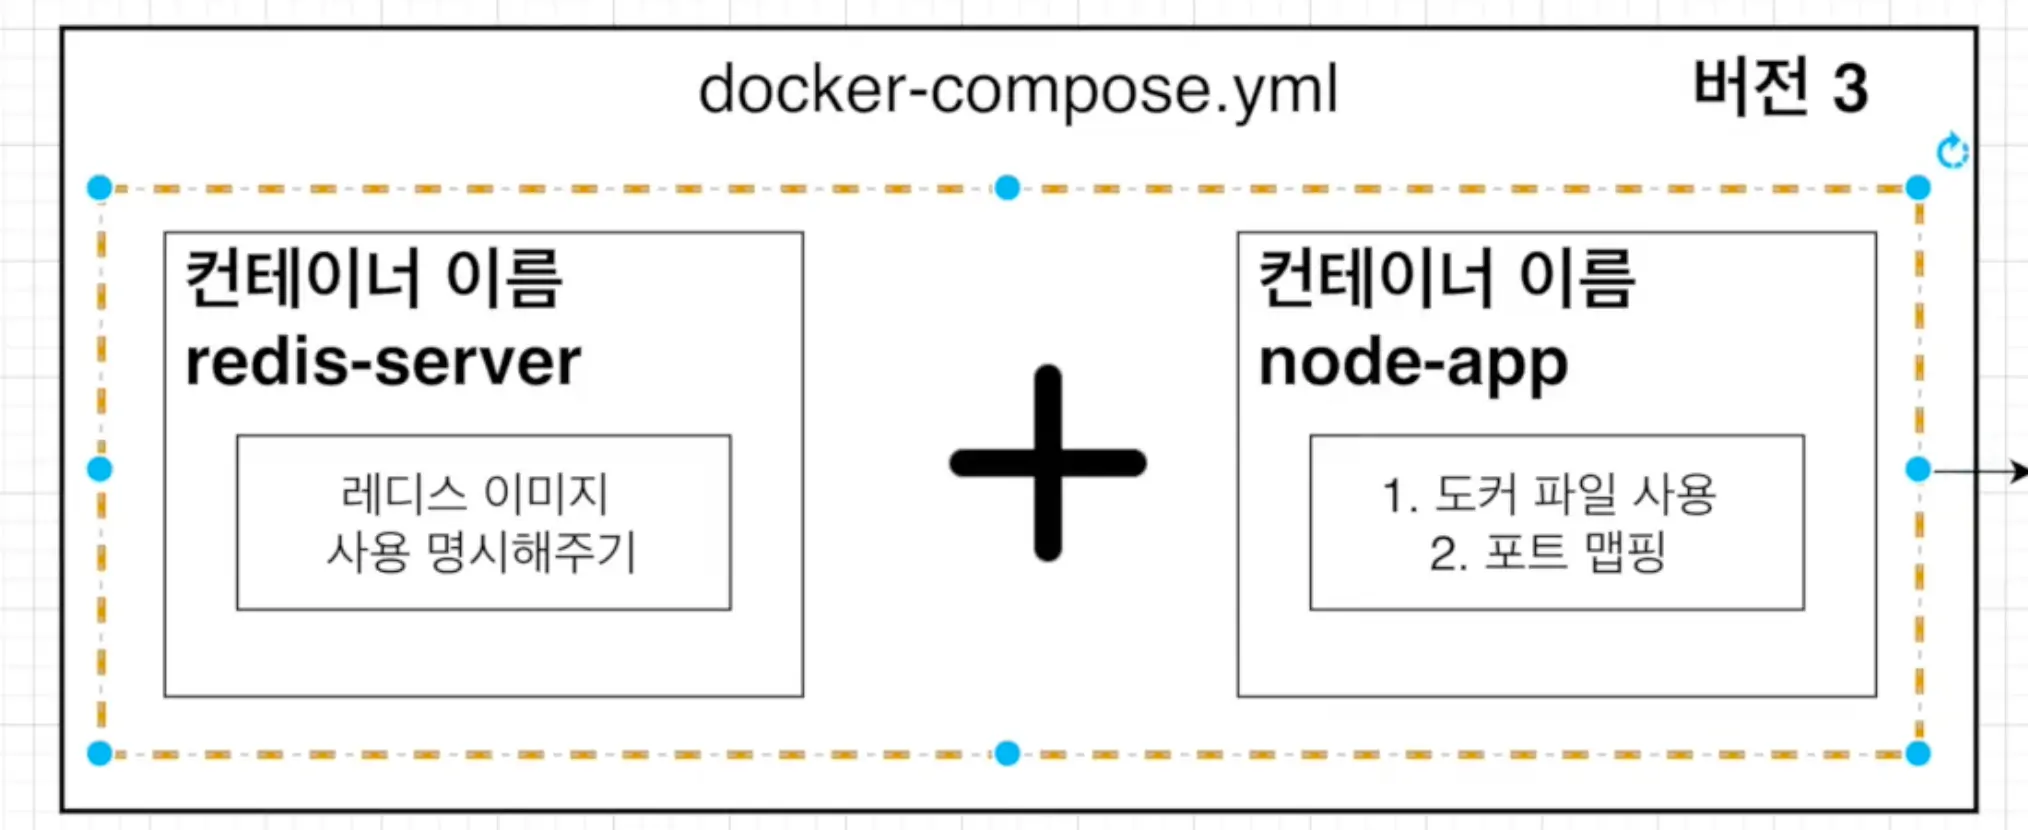 docker-compose.yml
버전 3
컨테이너 이름
redis-server
레디스 이미지
사용 명시해주기
컨테이너 이름
node-app
1. 도커 파일 사용
2. 포트 맵핑